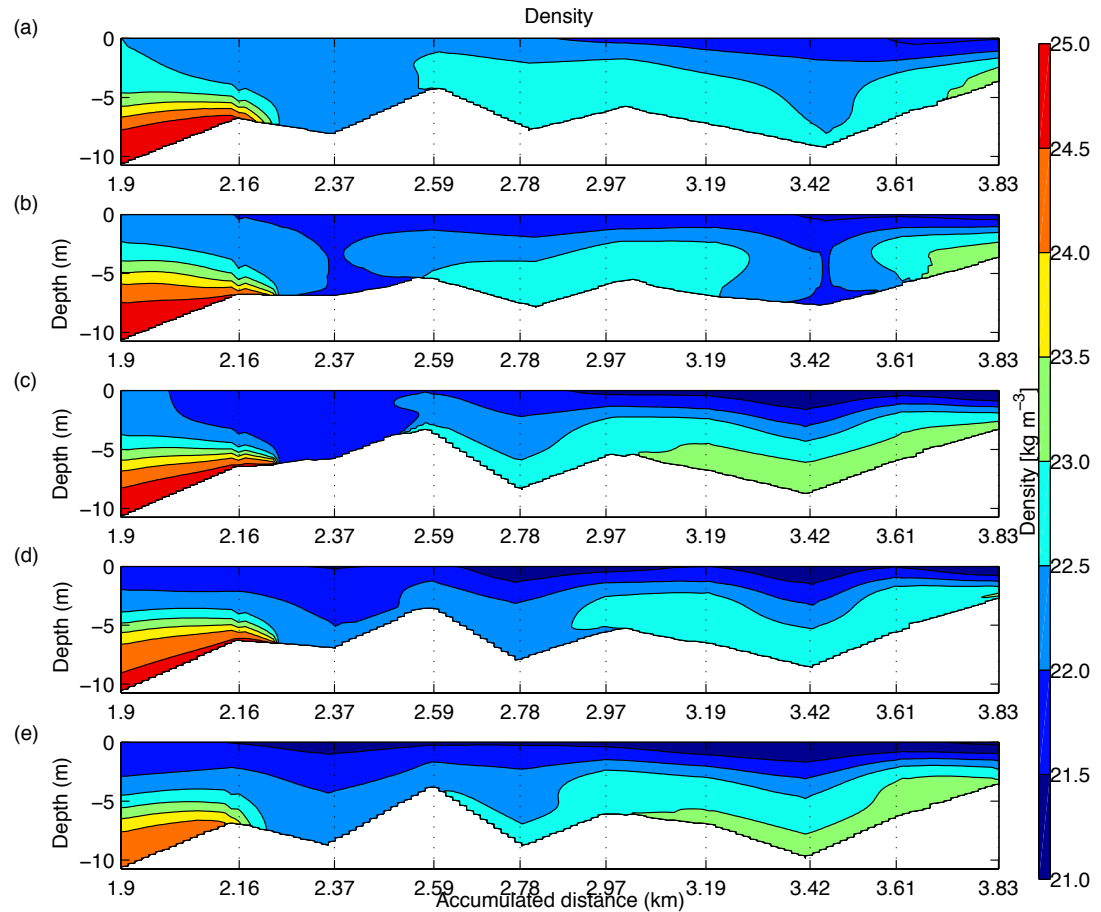 Density
(a)
0
−5
−10
1.9 2.16 2.37 2.59 2.78 2.97 3.19 3.42 3.61 3.83
(b)
Depth (m)
0
−5
−10
1.9 2.16 2.37 2.59 2.78 2.97 3.19 3.42 3.61 3.83
(c)
Depth (m)
0
−5
−10
1.9 2.16 2.37 2.59 2.78 2.97 3.19 3.42 3.61 3.83
(d)
Depth (m)
0
−5
−10
1.9 2.16 2.37 2.59 2.78 2.97 3.19 3.42 3.61 3.83
(e)
Depth (m)
0
−5
−10
1.9 2.16 2.37 2.59 2.78 2.97 3.19 3.42 3.61 3.83
Accumulated distance (km)
25.0
24.5
24.0
23.5
23.0
22.5
22.0
21.5
21.0
Density [kg m⁻³]